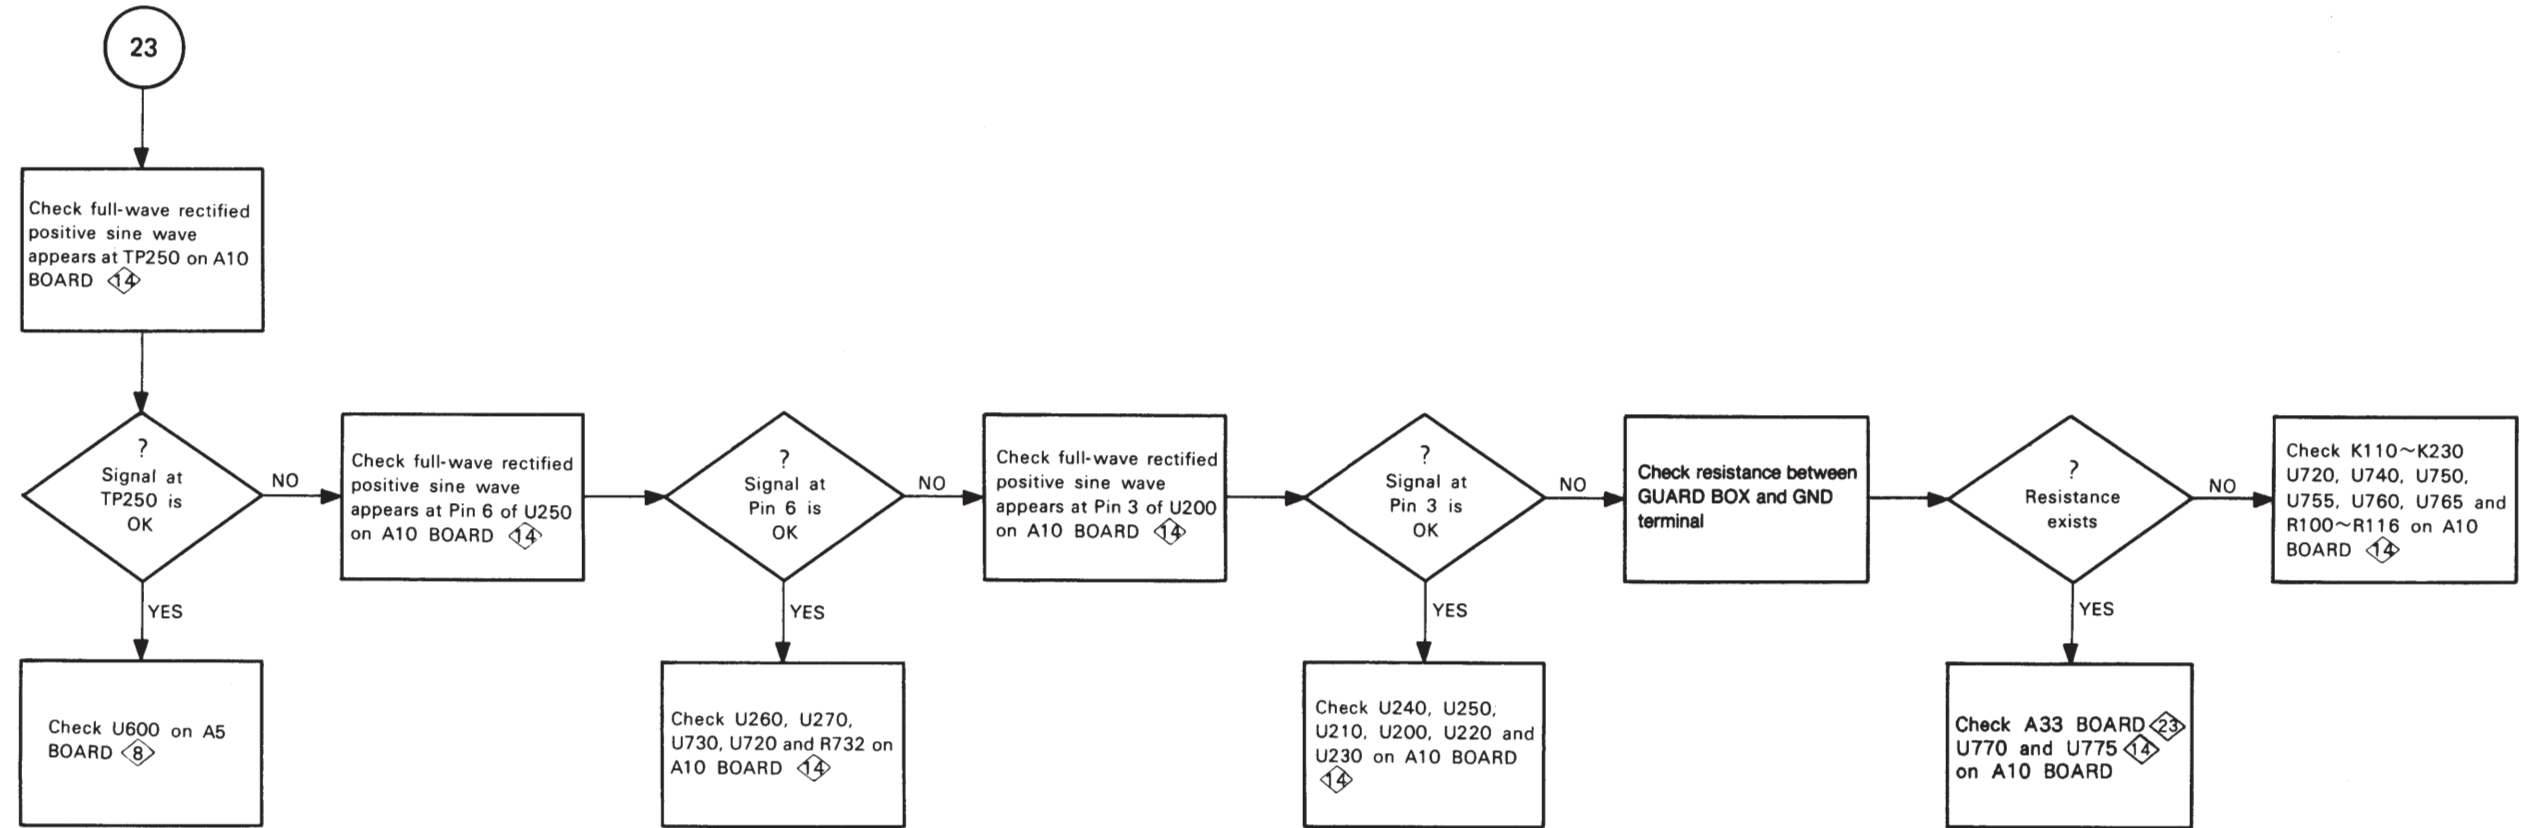 23
Check full-wave rectified
positive sine wave
appears at TP250 on A10
BOARD 14
?
Signal at
TP250 is
OK
NO
YES
Check U600 on A5
BOARD 8
Check full-wave rectified
positive sine wave
appears at Pin 6 of U250
on A10 BOARD 14
?
Signal at
Pin 6 is
OK
NO
YES
Check U260, U270,
U730, U720 and R732 on
A10 BOARD 14
Check full-wave rectified
positive sine wave
appears at Pin 3 of U200
on A10 BOARD 14
?
Signal at
Pin 3 is
OK
NO
YES
Check U240, U250,
U210, U200, U220 and
U230 on A10 BOARD
14
Check resistance between
GUARD BOX and GND
terminal
?
Resistance
exists
NO
YES
Check A33 BOARD 23
U770 and U775 14
on A10 BOARD
Check K110~K230
U720, U740, U750,
U755, U760, U765 and
R100~R116 on A10
BOARD 14